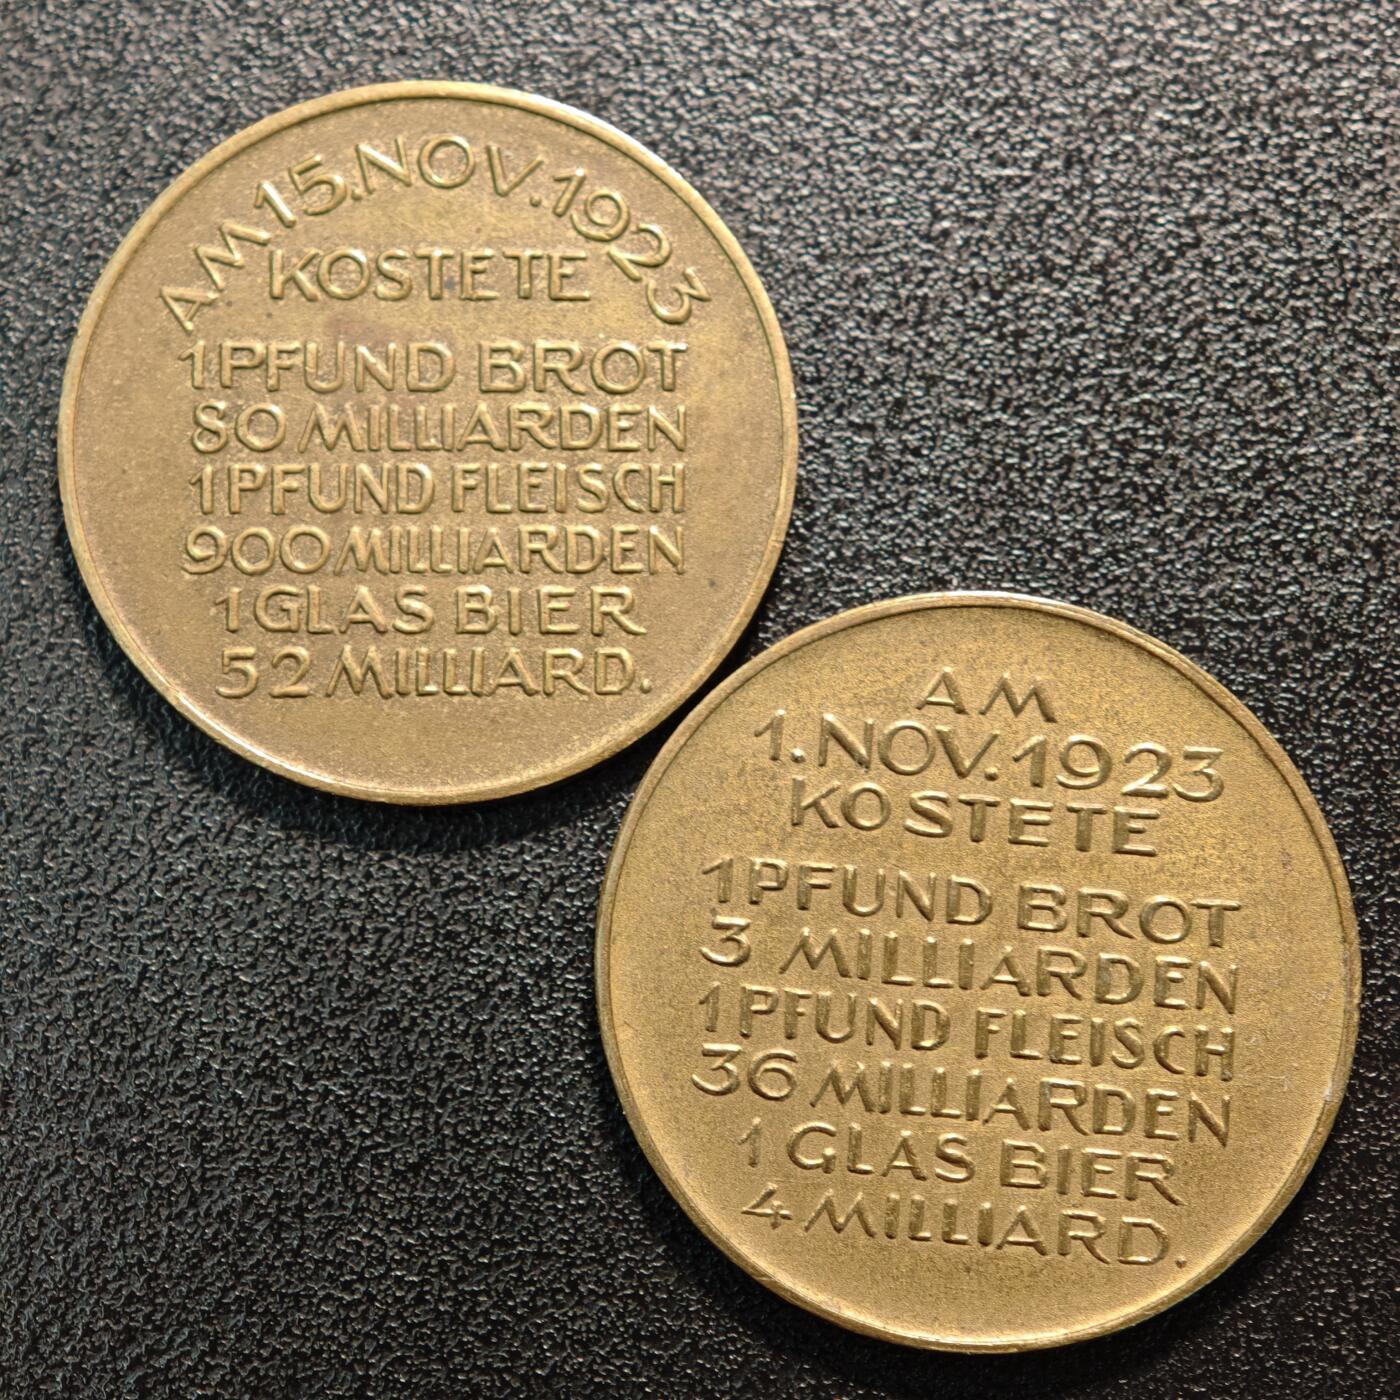 AM 15.NOV.1923
KOSTETE
1 PFUND BROT
80 MILLIARDEN
1 PFUND FLEISCH
900 MILLIARDEN
1 GLAS BIER
52 MILLIARD.
AM
1. NOV. 1923
KOSTETE
1 PFUND BROT
3 MILLIARDEN
1 PFUND FLEISCH
36 MILLIARDEN
1 GLAS BIER
4 MILLIARD.